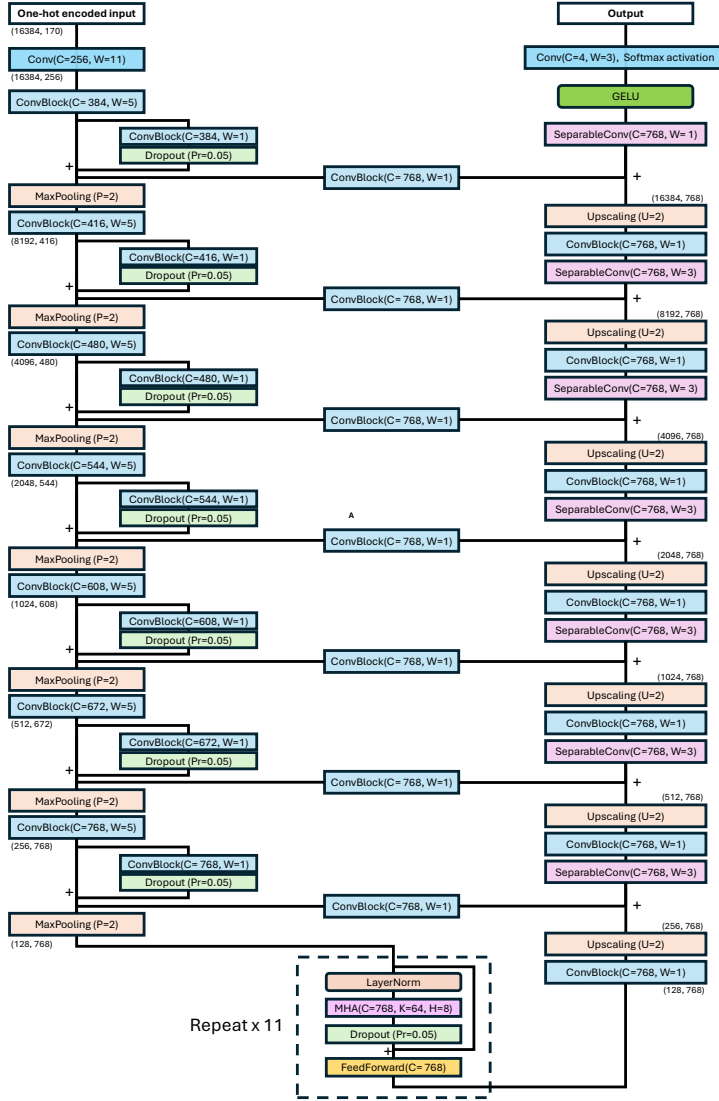 One-hot encoded input
(16384, 170)
Conv(C=256, W=11)
(16384, 256)
ConvBlock(C= 384, W=5)
ConvBlock(C=384, W=1)
Dropout (Pr=0.05)
+
ConvBlock(C= 768, W=1)
MaxPooling (P=2)
ConvBlock(C=416, W=5)
(8192, 416)
ConvBlock(C=416, W=1)
Dropout (Pr=0.05)
+
ConvBlock(C= 768, W=1)
MaxPooling (P=2)
ConvBlock(C=480, W=5)
(4096, 480)
ConvBlock(C=480, W=1)
Dropout (Pr=0.05)
+
ConvBlock(C= 768, W=1)
MaxPooling (P=2)
ConvBlock(C=544, W=5)
(2048, 544)
ConvBlock(C=544, W=1)
Dropout (Pr=0.05)
+
A
ConvBlock(C= 768, W=1)
MaxPooling (P=2)
ConvBlock(C=608, W=5)
(1024, 608)
ConvBlock(C=608, W=1)
Dropout (Pr=0.05)
+
ConvBlock(C= 768, W=1)
MaxPooling (P=2)
ConvBlock(C=672, W=5)
(512, 672)
ConvBlock(C=672, W=1)
Dropout (Pr=0.05)
+
ConvBlock(C= 768, W=1)
MaxPooling (P=2)
ConvBlock(C=768, W=5)
(256, 768)
ConvBlock(C= 768, W=1)
Dropout (Pr=0.05)
+
ConvBlock(C=768, W=1)
MaxPooling (P=2)
(128, 768)
Repeat x 11
LayerNorm
MHA(C=768, K=64, H=8)
Dropout (Pr=0.05)
+
FeedForward(C= 768)
Output
Conv(C=4, W=3), Softmax activation
GELU
SeparableConv(C=768, W= 1)
+
(16384, 768)
Upscaling (U=2)
ConvBlock(C=768, W=1)
SeparableConv(C=768, W=3)
+
(8192, 768)
Upscaling (U=2)
ConvBlock(C=768, W=1)
SeparableConv(C=768, W= 3)
+
(4096, 768)
Upscaling (U=2)
ConvBlock(C=768, W=1)
SeparableConv(C=768, W=3)
+
(2048, 768)
Upscaling (U=2)
ConvBlock(C=768, W=1)
SeparableConv(C=768, W=3)
+
(1024, 768)
Upscaling (U=2)
ConvBlock(C=768, W=1)
SeparableConv(C=768, W=3)
+
(512, 768)
Upscaling (U=2)
ConvBlock(C=768, W=1)
SeparableConv(C=768, W=3)
+
(256, 768)
Upscaling (U=2)
ConvBlock(C=768, W=1)
(128, 768)